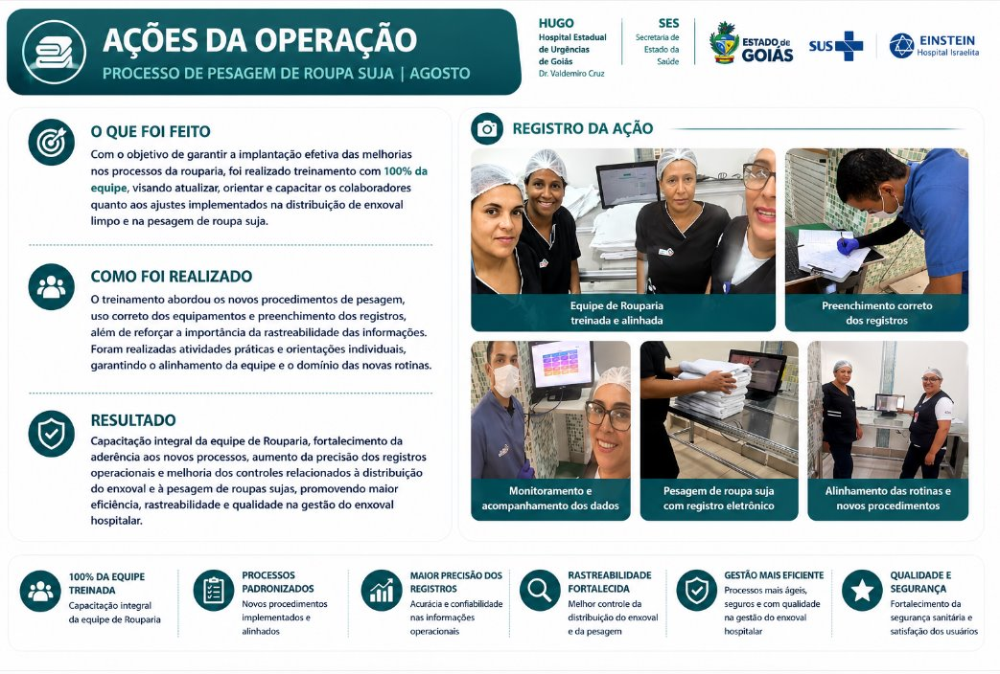 AÇÕES DA OPERAÇÃO
PROCESSO DE PESAGEM DE ROUPA SUJA | AGOSTO
HUGO
Hospital Estadual
de Urgências
de Goiás
Dr. Valdemiro Cruz
SES
Secretaria de
Estado da
Saúde
ESTADO DE
GOIÁS
SUS
EINSTEIN
Hospital Israelita
O QUE FOI FEITO
Com o objetivo de garantir a implantação efetiva das melhorias
nos processos da rouparia, foi realizado treinamento com 100% da
equipe, visando atualizar, orientar e capacitar os colaboradores
quanto aos ajustes implementados na distribuição de enxoval
limpo e na pesagem de roupa suja.
COMO FOI REALIZADO
O treinamento abordou os novos procedimentos de pesagem,
uso correto dos equipamentos e preenchimento dos registros,
além de reforçar a importância da rastreabilidade das informações.
Foram realizadas atividades práticas e orientações individuais,
garantindo o alinhamento da equipe e o domínio das novas rotinas.
RESULTADO
Capacitação integral da equipe de Rouparia, fortalecimento da
aderência aos novos processos, aumento da precisão dos registros
operacionais e melhoria dos controles relacionados à distribuição
do enxoval e à pesagem de roupas sujas, promovendo maior
eficiência, rastreabilidade e qualidade na gestão do enxoval
hospitalar.
REGISTRO DA AÇÃO
Equipe de Rouparia
treinada e alinhada
Preenchimento correto
dos registros
Monitoramento e
acompanhamento dos dados
Pesagem de roupa suja
com registro eletrônico
Alinhamento das rotinas e
novos procedimentos
100% DA EQUIPE
TREINADA
Capacitação integral
da equipe de Rouparia
PROCESSOS
PADRONIZADOS
Novos procedimentos
implementados e
alinhados
MAIOR PRECISÃO DOS
REGISTROS
Acurácia e confiabilidade
nas informações
operacionais
RASTREABILIDADE
FORTALECIDA
Melhor controle da
distribuição do enxoval
e da pesagem
GESTÃO MAIS EFICIENTE
Processos mais ágeis,
seguros e com qualidade
na gestão do enxoval
hospitalar
QUALIDADE E
SEGURANÇA
Fortalecimento da
segurança sanitária e
satisfação dos usuários